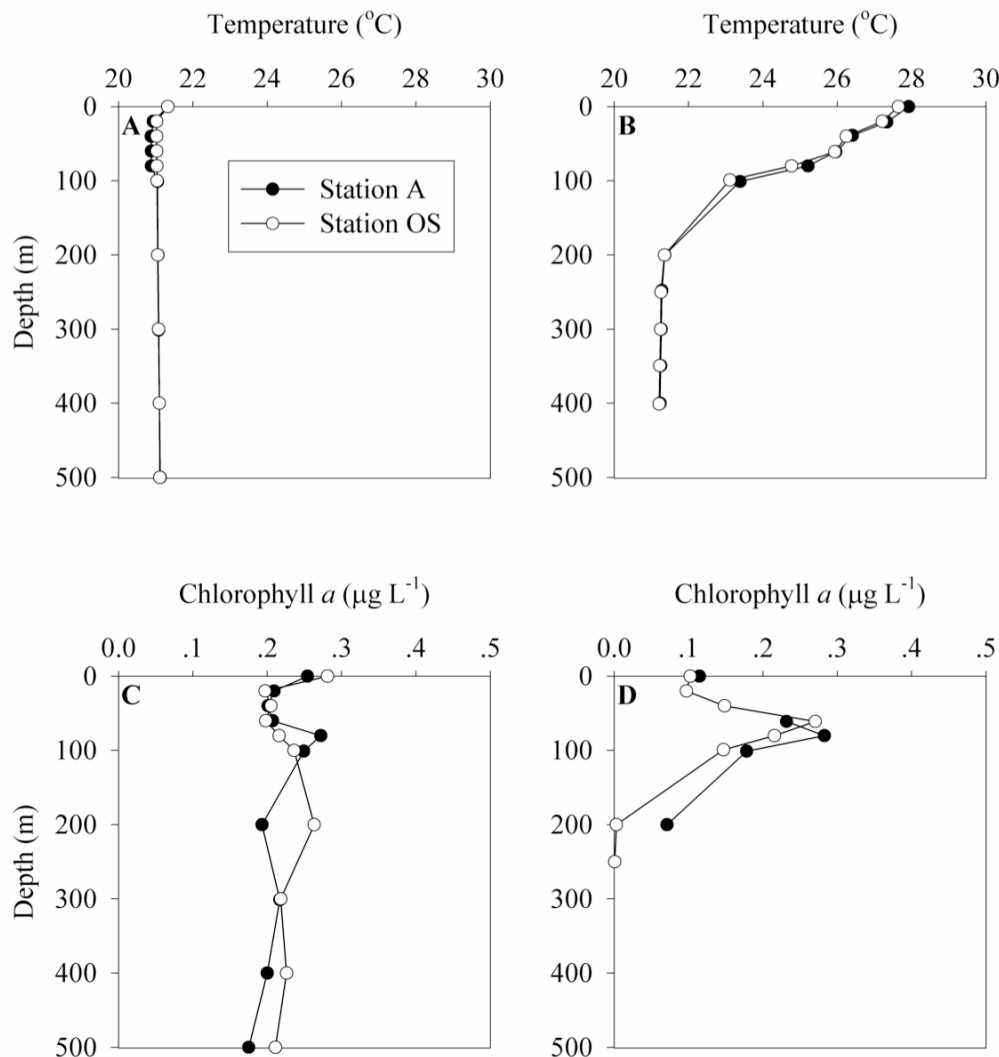 Temperature (°C)
20 22 24 26 28 30
0
100
200
300
400
500
Depth (m)
A
Station A
Station OS
Temperature (°C)
20 22 24 26 28 30
0
100
200
300
400
500
B
Chlorophyll a (μg L⁻¹)
0.0 .1 .2 .3 .4 .5
0
100
200
300
400
500
Depth (m)
C
Chlorophyll a (μg L⁻¹)
0.0 .1 .2 .3 .4 .5
0
100
200
300
400
500
D